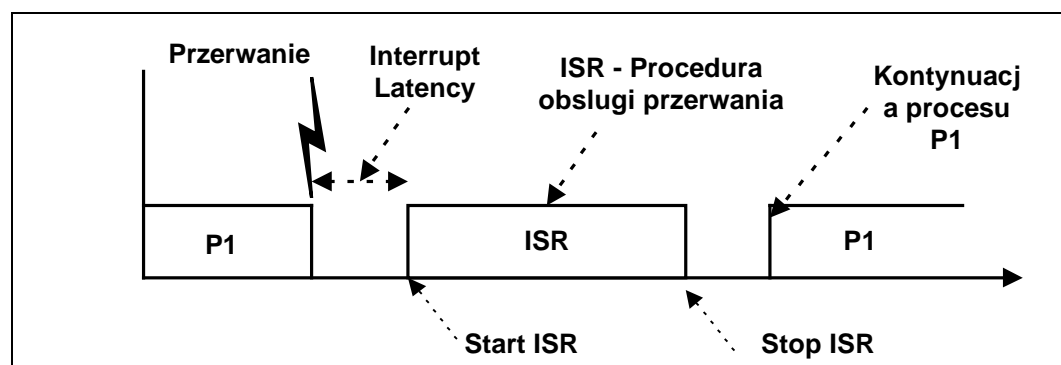 Przerwanie
Interrupt
Latency
ISR - Procedura
obslugi przerwania
Kontynuacj
a procesu
P1
P1
ISR
P1
Start ISR
Stop ISR